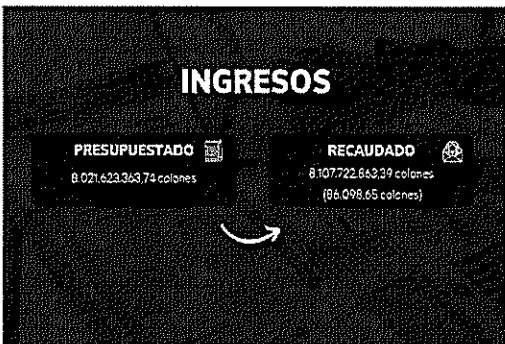 INGRESOS
PRESUPUESTADO
8.021.623.363,74 colones
RECAUDADO
8.107.722.863,39 colones
(86.098,65 colones)